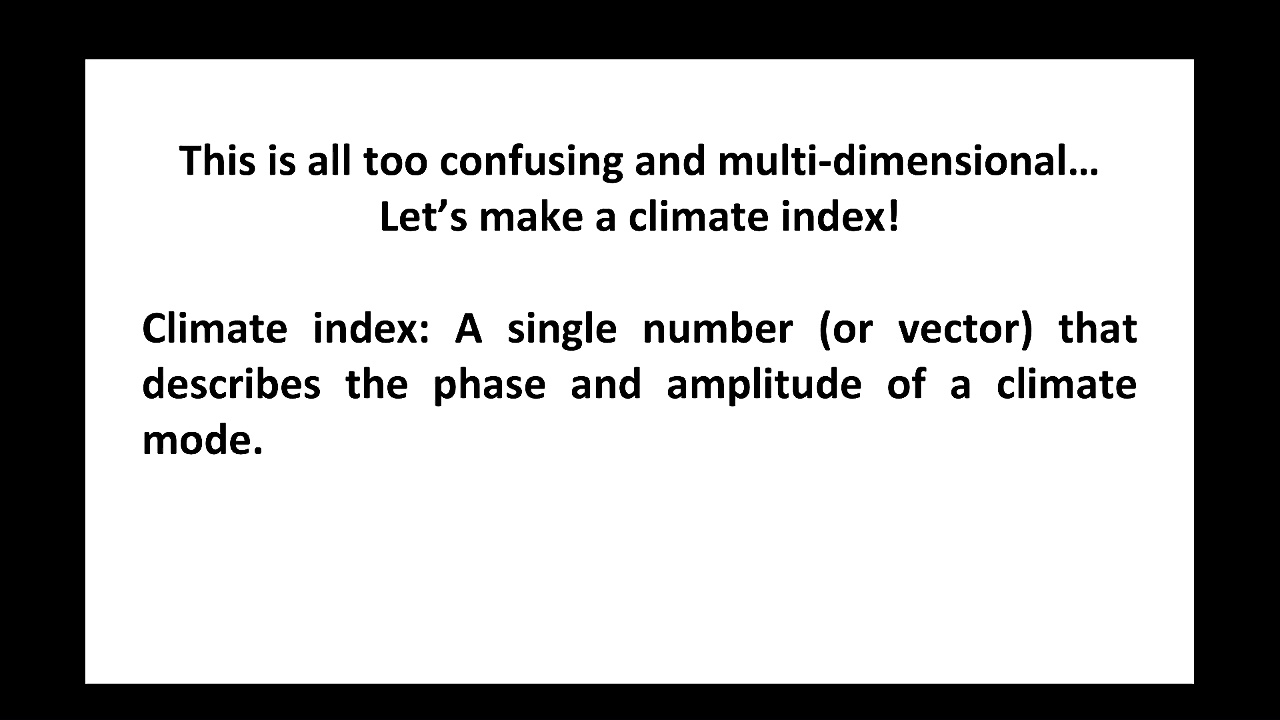 This is all too confusing and multi-dimensional…
Let’s make a climate index!
Climate index: A single number (or vector) that
describes the phase and amplitude of a climate
mode.